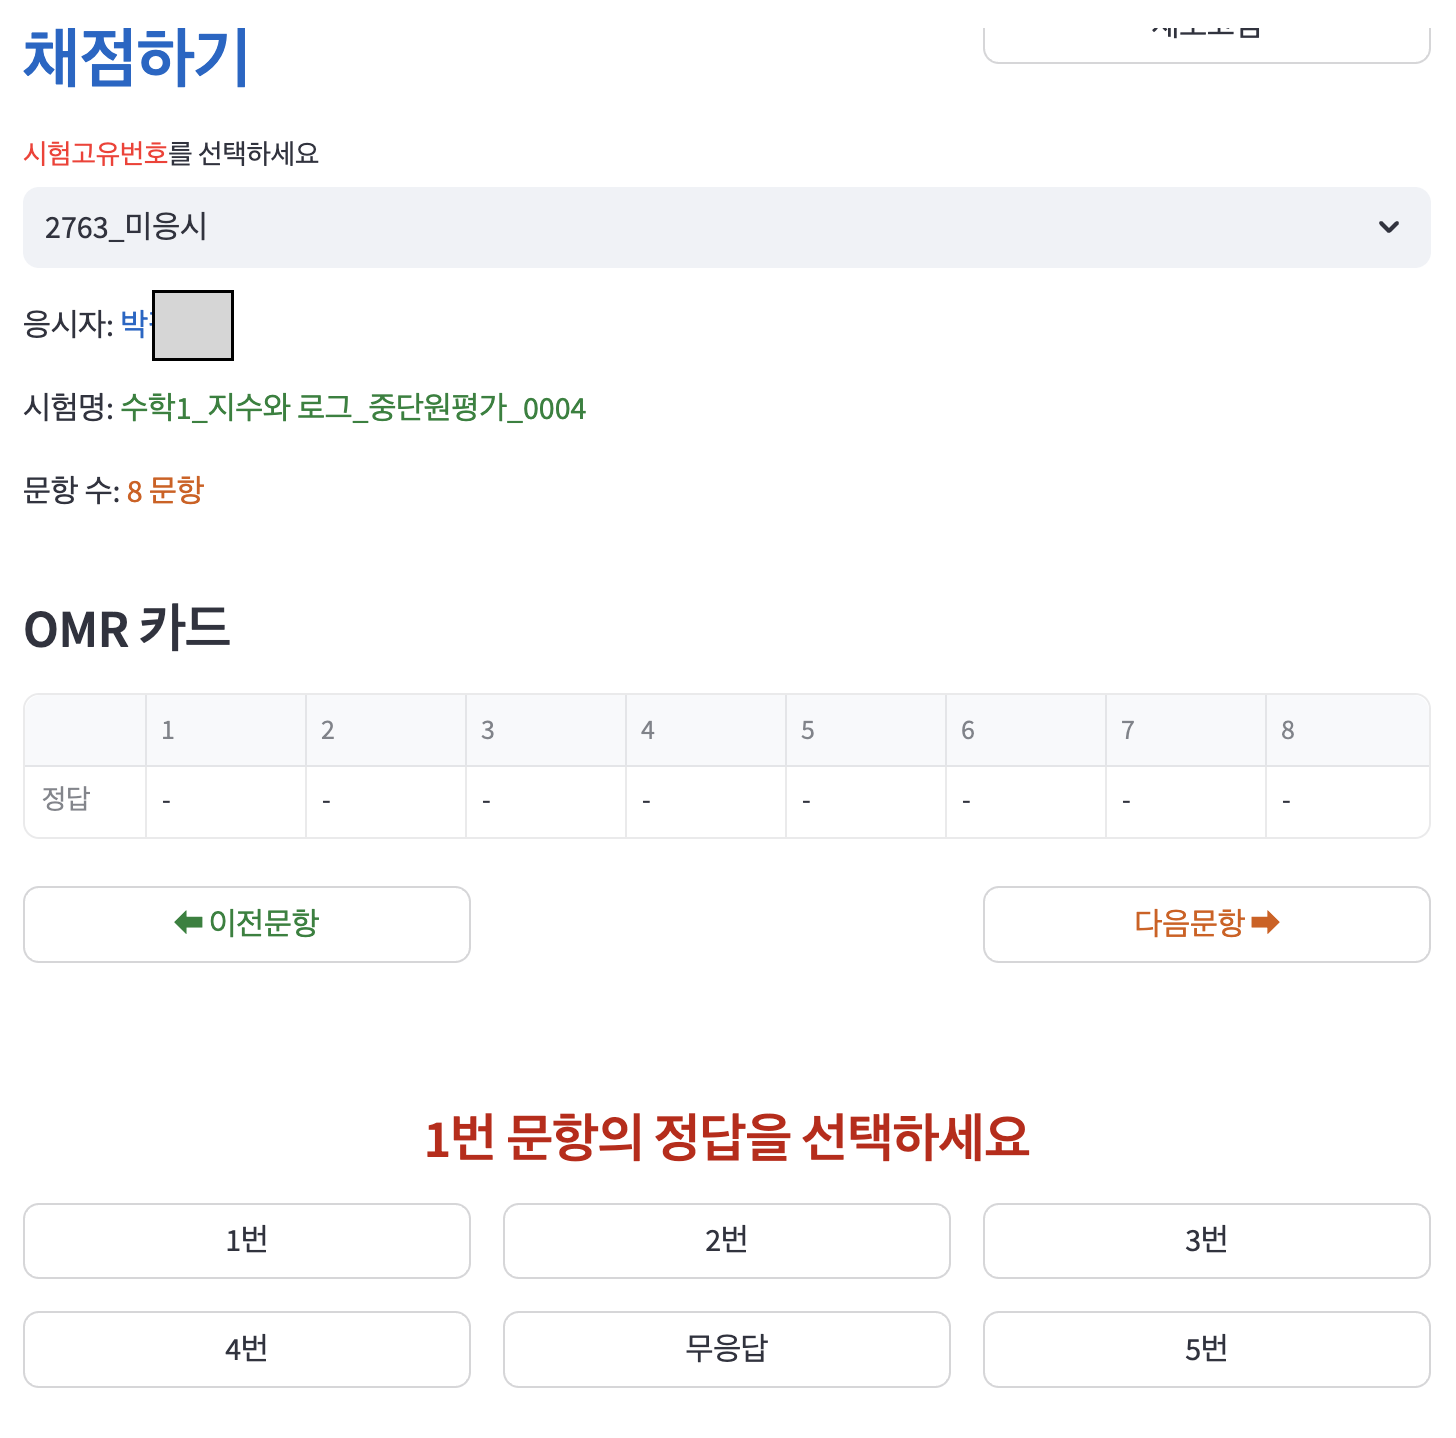 채점하기
시험고유번호를 선택하세요
2763_미응시
응시자: 박
시험명: 수학1_지수와 로그_중단원평가_0004
문항 수: 8 문항
OMR 카드
1 2 3 4 5 6 7 8
정답 - - - - - - - -
⬅ 이전문항 다음문항 ➡
1번 문항의 정답을 선택하세요
1번 2번 3번
4번 무응답 5번